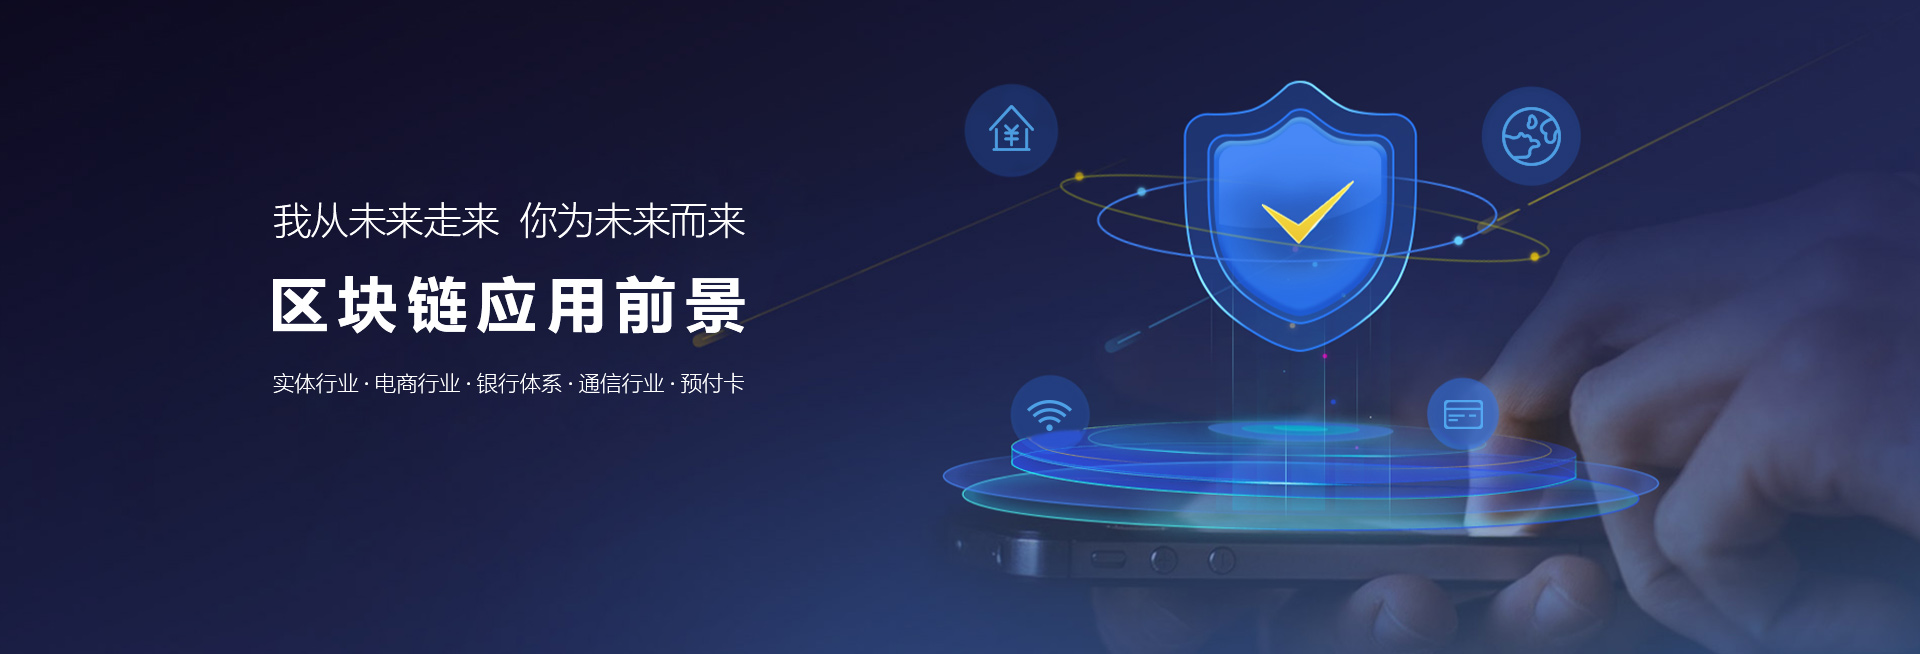 我从未来走来 你为未来而来
区块链应用前景
实体行业·电商行业·银行体系·通信行业·预付卡